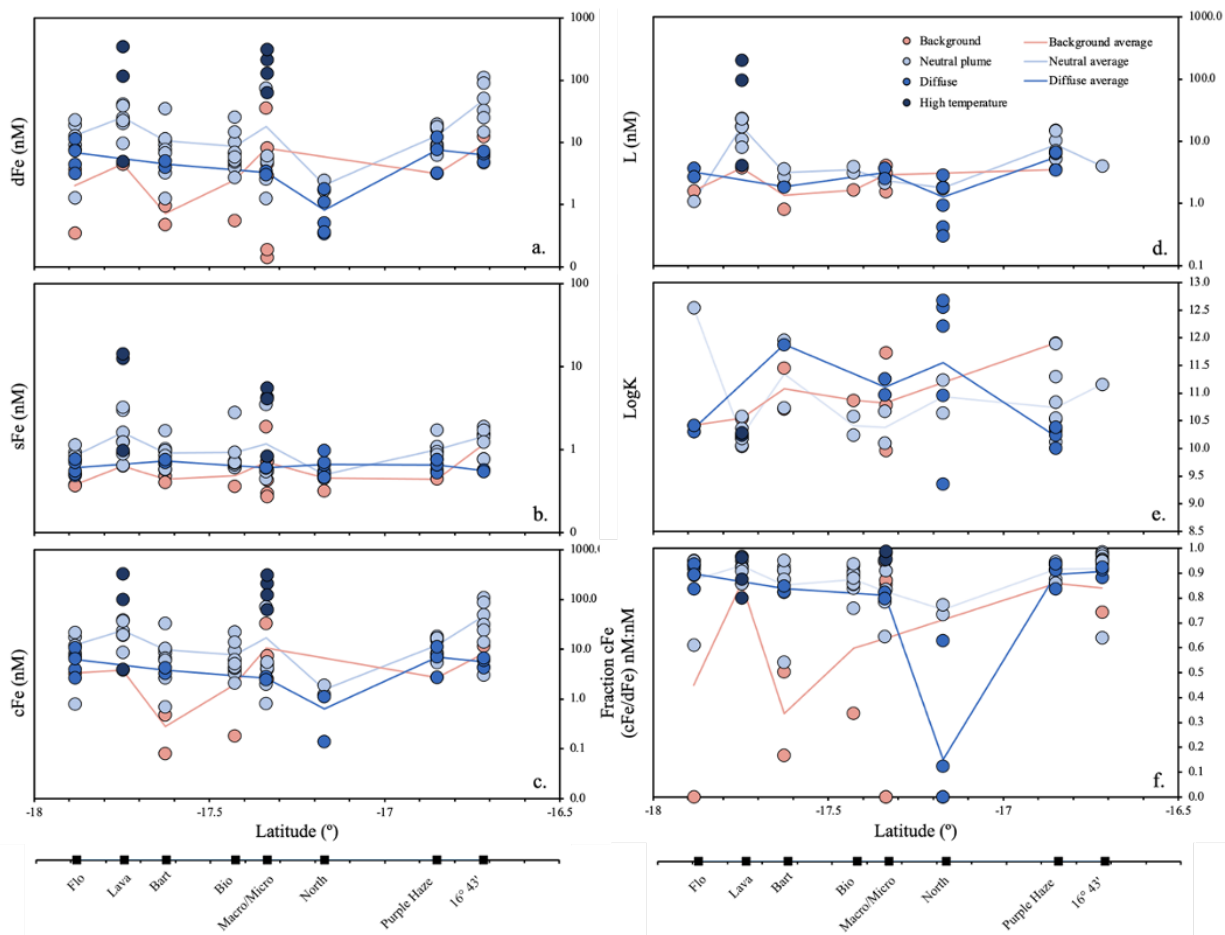 1000
100
10
1
0
dFe (nM)
a.
100
10
1
0
sFe (nM)
b.
1000.
100.0
10.0
1.0
0.1
0.0
cFe (nM)
c.
-18
-17.5
-17
-16.5
Latitude (º)
Flo
Lava
Bart
Bio
Macro/Micro
North
Purple Haze
16° 43'
Background
Neutral plume
Diffuse
High temperature
Background average
Neutral average
Diffuse average
1000.0
100.0
10.0
1.0
0.1
L (nM)
d.
13.0
12.5
12.0
11.5
11.0
10.5
10.0
9.5
9.0
8.5
LogK
e.
1.0
0.9
0.8
0.7
0.6
0.5
0.4
0.3
0.2
0.1
0.0
Fraction cFe
(cFe/dFe) nM:nM
f.
-18
-17.5
-17
-16.5
Latitude (º)
Flo
Lava
Bart
Bio
Macro/Micro
North
Purple Haze
16° 43'